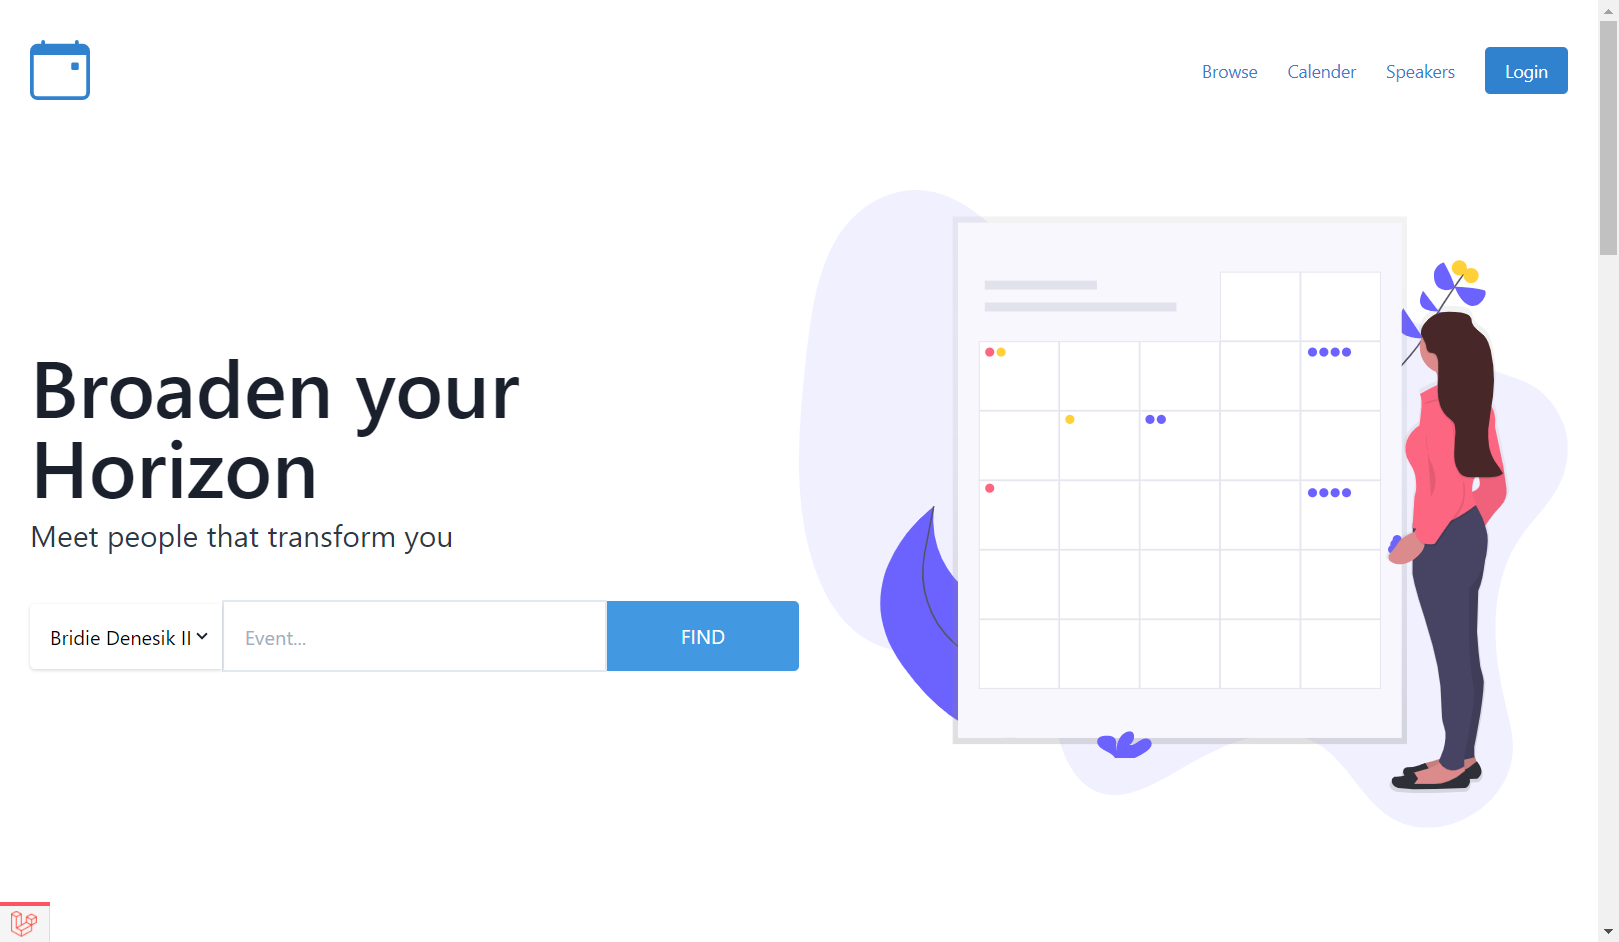 Browse Calender Speakers Login
Broaden your
Horizon
Meet people that transform you
Bridie Denesik II Event... FIND